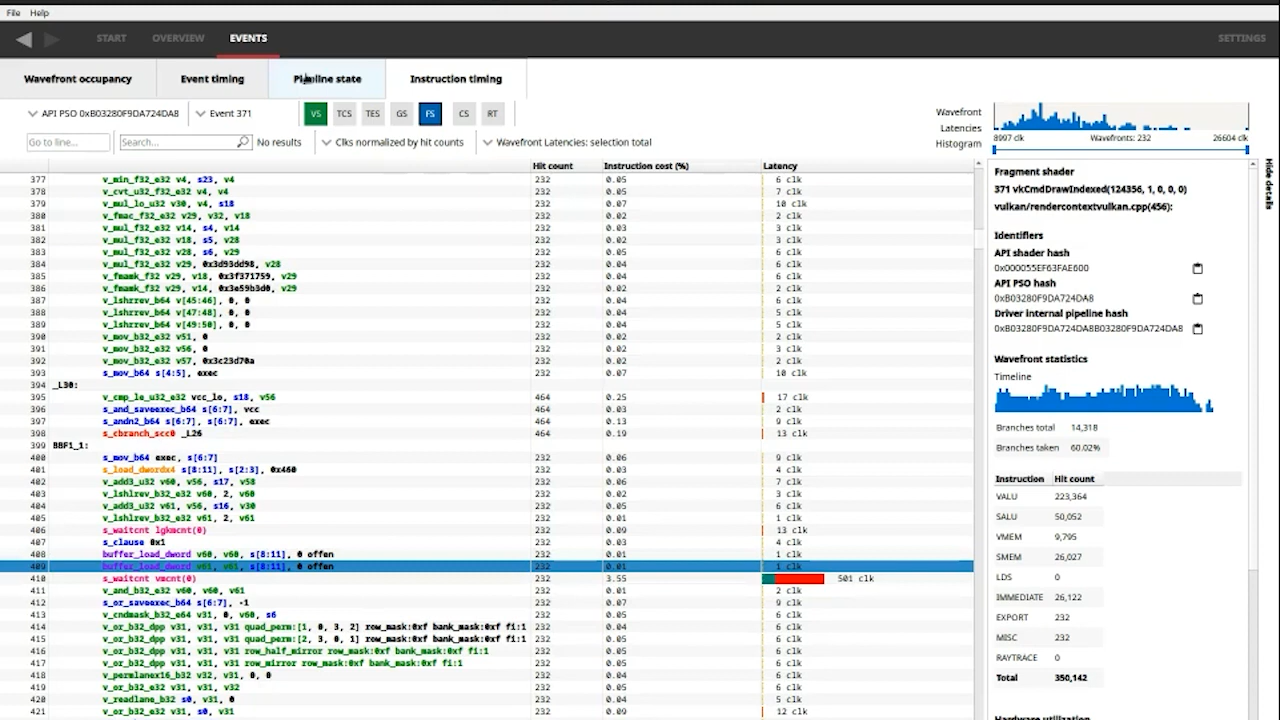 File Help
START OVERVIEW EVENTS SETTINGS
Wavefront occupancy Event timing Pipeline state Instruction timing
API PSO 0xB03280F9DA724DA8 Event 371 VS TCS TES GS FS CS RT
Go to line... Search... No results Clks normalized by hit counts Wavefront Latencies: selection total
Wavefront
Latencies
Histogram
8997 clk Wavefronts: 232 26604 clk
Hit count Instruction cost (%) Latency
377 v_min_f32_e32 v4, s23, v4 232 0.05 6 clk
378 v_cvt_u32_f32_e32 v4, v4 232 0.05 7 clk
379 v_mul_lo_u32 v30, v4, s18 232 0.07 10 clk
380 v_fmac_f32_e32 v29, v32, v18 232 0.02 2 clk
381 v_mul_f32_e32 v14, s4, v14 232 0.03 3 clk
382 v_mul_f32_e32 v18, s5, v28 232 0.02 3 clk
383 v_mul_f32_e32 v28, s6, v29 232 0.05 6 clk
384 v_mul_f32_e32 v29, 0x3d93dd98, v28 232 0.04 6 clk
385 v_fmamk_f32 v29, v18, 0x3f371759, v29 232 0.04 6 clk
386 v_fmamk_f32 v29, v14, 0x3e59b3d0, v29 232 0.02 2 clk
387 v_lshrrev_b64 v[45:46], 0, 0 232 0.04 6 clk
388 v_lshrrev_b64 v[47:48], 0, 0 232 0.04 5 clk
389 v_lshrrev_b64 v[49:50], 0, 0 232 0.04 5 clk
390 v_mov_b32_e32 v51, 0 232 0.02 2 clk
391 v_mov_b32_e32 v56, 0 232 0.02 3 clk
392 v_mov_b32_e32 v57, 0x3c23d70a 232 0.02 2 clk
393 s_mov_b64 s[4:5], exec 232 0.07 10 clk
394 _L30:
395 v_cmp_le_u32_e32 vcc_lo, s18, v56 464 0.25 17 clk
396 s_and_saveexec_b64 s[6:7], vcc 464 0.03 2 clk
397 s_andn2_b64 s[6:7], s[6:7], exec 464 0.13 9 clk
398 s_cbranch_scc0 _L26 464 0.19 13 clk
399 BBF1_1:
400 s_mov_b64 exec, s[6:7] 232 0.06 9 clk
401 s_load_dwordx4 s[8:11], s[2:3], 0x460 232 0.03 4 clk
402 v_add3_u32 v60, v56, s17, v58 232 0.06 7 clk
403 v_lshlrev_b32_e32 v60, 2, v60 232 0.02 3 clk
404 v_add3_u32 v61, v56, s16, v30 232 0.05 6 clk
405 v_lshlrev_b32_e32 v61, 2, v61 232 0.01 1 clk
406 s_waitcnt lgkmcnt(0) 232 0.09 13 clk
407 s_clause 0x1 232 0.03 4 clk
408 buffer_load_dword v60, v60, s[8:11], 0 offen 232 0.01 1 clk
409 buffer_load_dword v61, v61, s[8:11], 0 offen 232 0.01 1 clk
410 s_waitcnt vmcnt(0) 232 3.55 501 clk
411 v_and_b32_e32 v60, v60, v61 232 0.01 2 clk
412 s_or_saveexec_b64 s[6:7], -1 232 0.07 9 clk
413 v_cndmask_b32_e64 v31, 0, v60, s6 232 0.05 6 clk
414 v_or_b32_dpp v31, v31, v31 quad_perm:[1, 0, 3, 2] row_mask:0xf bank_mask:0xf fi:1 232 0.04 6 clk
415 v_or_b32_dpp v31, v31, v31 quad_perm:[2, 3, 0, 1] row_mask:0xf bank_mask:0xf fi:1 232 0.05 6 clk
416 v_or_b32_dpp v31, v31, v31 row_half_mirror row_mask:0xf bank_mask:0xf fi:1 232 0.05 6 clk
417 v_or_b32_dpp v31, v31, v31 row_mirror row_mask:0xf bank_mask:0xf fi:1 232 0.05 6 clk
418 v_permlanex16_b32 v32, v31, 0, 0 232 0.04 6 clk
419 v_or_b32_e32 v31, v31, v32 232 0.05 6 clk
420 v_readlane_b32 s0, v31, 0 232 0.04 5 clk
421 v_or_b32_e32 v31, s0, v31 232 0.09 12 clk
Hide details
Fragment shader
371 vkCmdDrawIndexed(124356, 1, 0, 0, 0)
vulkan/rendercontextvulkan.cpp(456):
Identifiers
API shader hash
0x000055EF63FAE600
API PSO hash
0xB03280F9DA724DA8
Driver internal pipeline hash
0xB03280F9DA724DA8B03280F9DA724DA8
Wavefront statistics
Timeline
Branches total 14,318
Branches taken 60.02%
Instruction Hit count
VALU 223,364
SALU 50,052
VMEM 9,795
SMEM 26,027
LDS 0
IMMEDIATE 26,122
EXPORT 232
MISC 232
RAYTRACE 0
Total 350,142
Hardware utilization